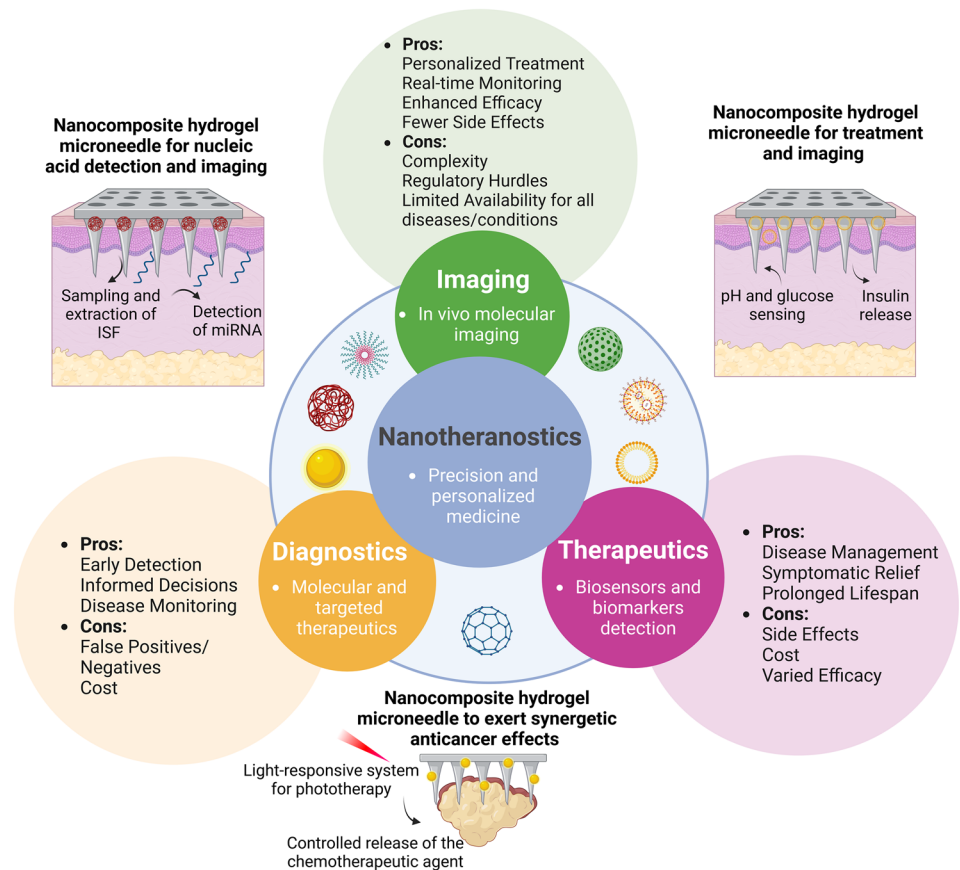 • Pros:
Personalized Treatment
Real-time Monitoring
Enhanced Efficacy
Fewer Side Effects
• Cons:
Complexity
Regulatory Hurdles
Limited Availability for all
diseases/conditions
Nanocomposite hydrogel
microneedle for nucleic
acid detection and imaging
Sampling and
extraction of
ISF
Detection
of miRNA
Nanocomposite hydrogel
microneedle for treatment
and imaging
pH and glucose
sensing
Insulin
release
Imaging
• In vivo molecular
imaging
Nanotheranostics
• Precision and
personalized
medicine
Diagnostics
• Molecular and
targeted
therapeutics
Therapeutics
• Biosensors and
biomarkers
detection
• Pros:
Early Detection
Informed Decisions
Disease Monitoring
• Cons:
False Positives/
Negatives
Cost
• Pros:
Disease Management
Symptomatic Relief
Prolonged Lifespan
• Cons:
Side Effects
Cost
Varied Efficacy
Nanocomposite hydrogel
microneedle to exert synergetic
anticancer effects
Light-responsive system
for phototherapy
Controlled release of the
chemotherapeutic agent